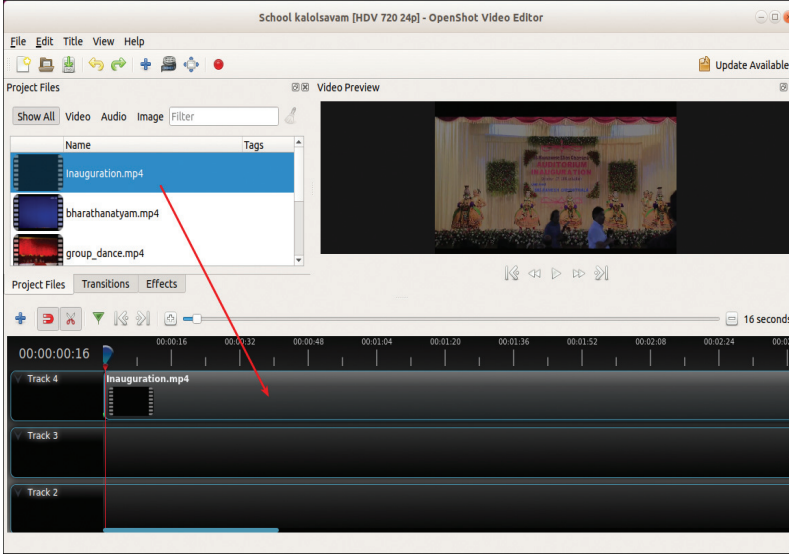 School kalolsavam [HDV 720 24p] - OpenShot Video Editor
File Edit Title View Help
Update Available
Project Files
Video Preview
Show All Video Audio Image Filter
Name Tags
Inauguration.mp4
bharathanatyam.mp4
group_dance.mp4
AUDITORIUM
INAUGURATION
Project Files Transitions Effects
16 seconds
00:00:00:16
00:00:16 00:00:32 00:00:48 00:01:04 00:01:20 00:01:36 00:01:52 00:02:08 00:02:24
Track 4
Inauguration.mp4
Track 3
Track 2